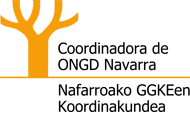 Coordinadora de
ONGD Navarra
Nafarroako GGKEen
Koordinakundea